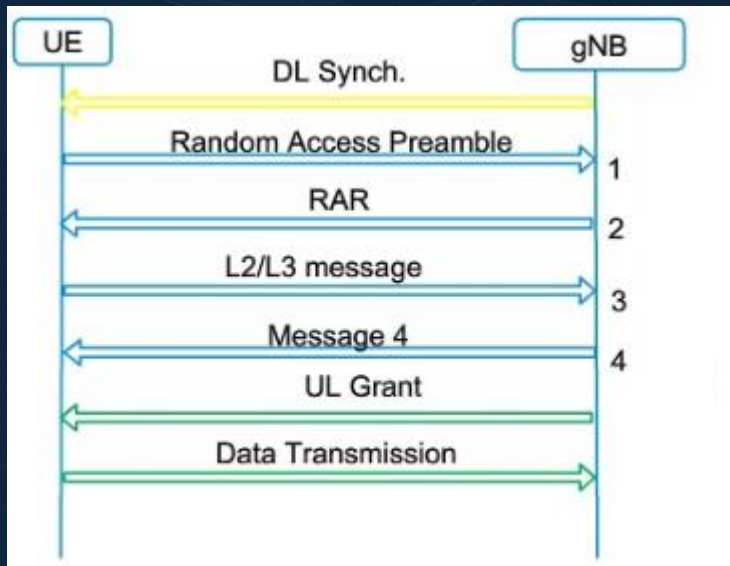 UE
gNB
DL Synch.
Random Access Preamble
1
RAR
2
L2/L3 message
3
Message 4
4
UL Grant
Data Transmission